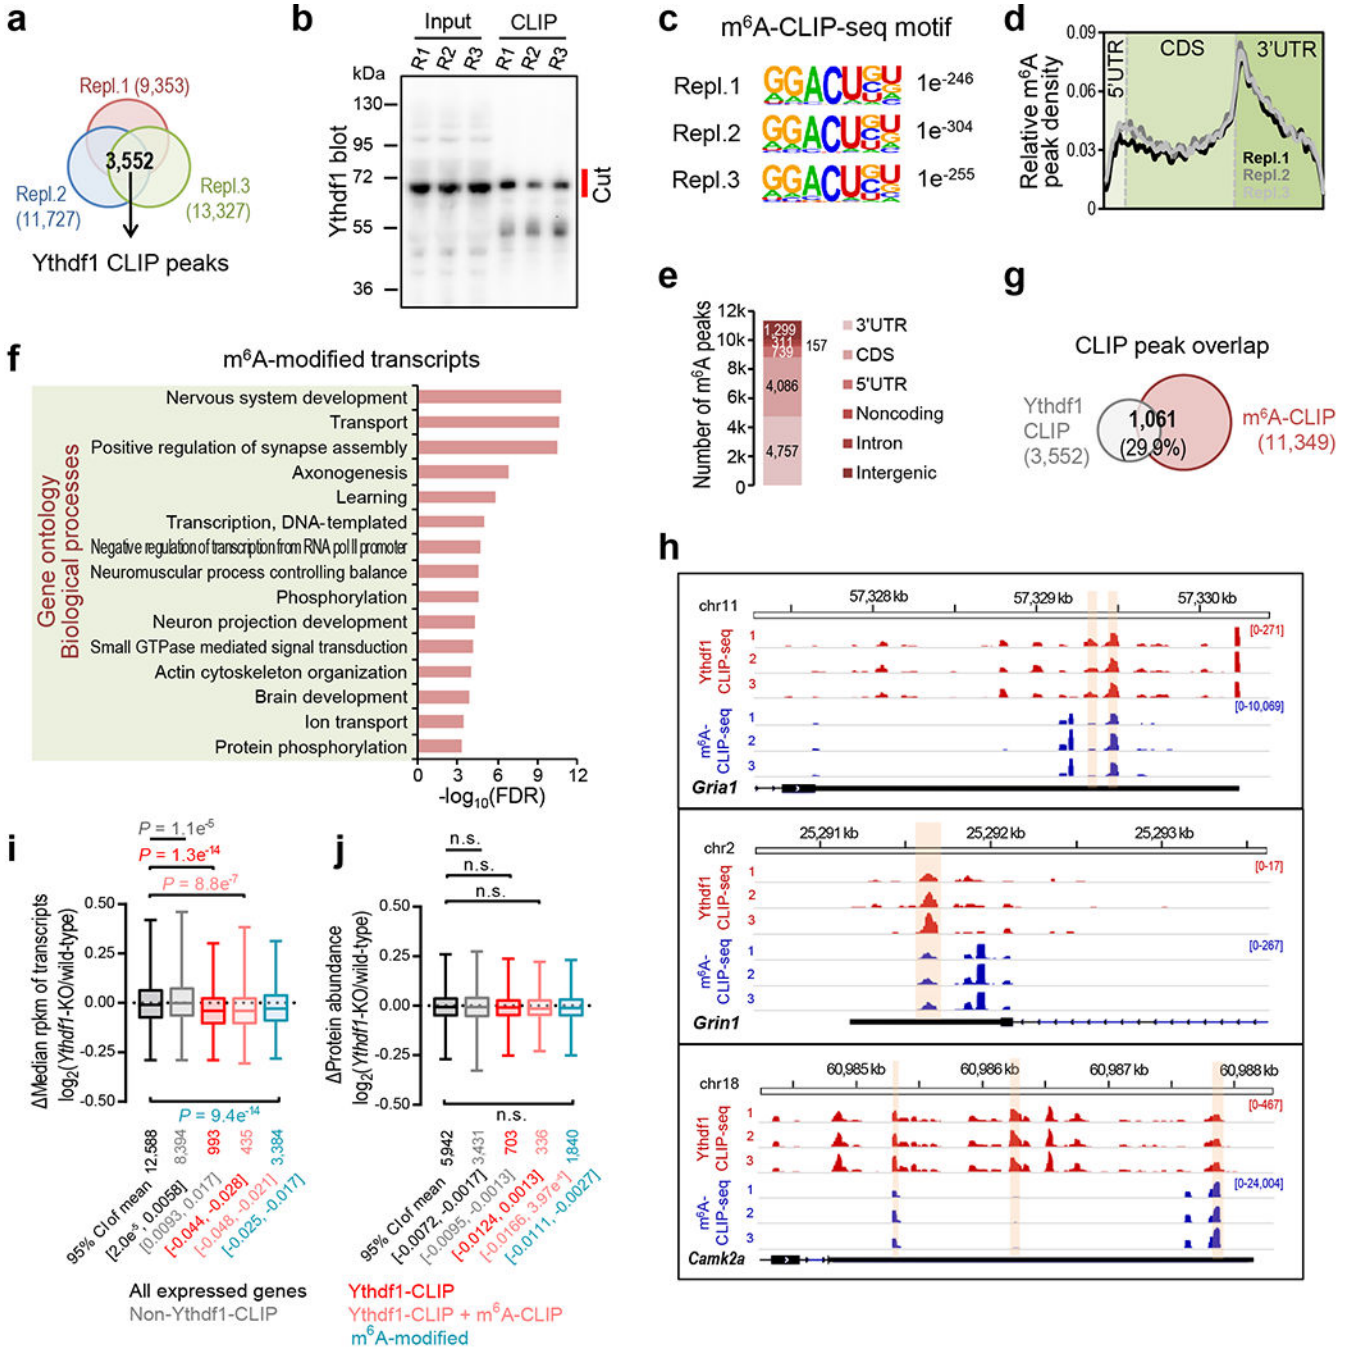 a
Repl.1 (9,353)
3,552
Repl.2
(11,727)
Repl.3
(13,327)
Ythdf1 CLIP peaks
b
Input CLIP
R1 R2 R3 R1 R2 R3
kDa
130
95
72
55
36
Ythdf1 blot
Cut
c
m⁶A-CLIP-seq motif
Repl.1 GGACU 1e-246
Repl.2 GGACU 1e-304
Repl.3 GGACU 1e-255
d
Relative m⁶A
peak density
0.09
0.06
0.03
0
5'UTR
CDS
3'UTR
Repl.1
Repl.2
Repl.3
e
Number of m⁶A peaks
12k
10k
8k
6k
4k
2k
0
1,299
311
157
739
4,086
4,757
3'UTR
CDS
5'UTR
Noncoding
Intron
Intergenic
f
m⁶A-modified transcripts
Gene ontology
Biological processes
Nervous system development
Transport
Positive regulation of synapse assembly
Axonogenesis
Learning
Transcription, DNA-templated
Negative regulation of transcription from RNA pol II promoter
Neuromuscular process controlling balance
Phosphorylation
Neuron projection development
Small GTPase mediated signal transduction
Actin cytoskeleton organization
Brain development
Ion transport
Protein phosphorylation
0 3 6 9 12
-log₁₀(FDR)
g
CLIP peak overlap
Ythdf1
CLIP
(3,552)
1,061
(29.9%)
m⁶A-CLIP
(11,349)
h
chr11
57,328 kb 57,329 kb 57,330 kb
Ythdf1
CLIP-seq
1
2
3
[0-271]
m⁶A-
CLIP-seq
1
2
3
[0-10,069]
Gria1
chr2
25,291 kb 25,292 kb 25,293 kb
Ythdf1
CLIP-seq
1
2
3
[0-17]
m⁶A-
CLIP-seq
1
2
3
[0-267]
Grin1
chr18
60,985 kb 60,966 kb 60,987 kb 60,988 kb
Ythdf1
CLIP-seq
1
2
3
[0-467]
m⁶A-
CLIP-seq
1
2
3
[0-24,004]
Camk2a
i
P = 1.1e-5
P = 1.3e-14
P = 8.8e-7
ΔMedian rpkm of transcripts
log₂(Ythdf1-KO/wild-type)
0.50
0.25
0.00
-0.25
-0.50
P = 9.4e-14
12,588
8,394
993
435
3,384
95% CI of mean
[2.0e-5, 0.0058]
[0.0093, 0.017]
[-0.044, -0.028]
[-0.048, -0.021]
[-0.025, -0.017]
j
n.s.
n.s.
n.s.
ΔProtein abundance
log₂(Ythdf1-KO/wild-type)
0.50
0.25
0.00
-0.25
-0.50
n.s.
5,942
3,431
703
336
1,840
95% CI of mean
[-0.0072, -0.0017]
[-0.0095, -0.0013]
[-0.0124, 0.0013]
[-0.0166, 3.97e-4]
[-0.0111, -0.0027]
All expressed genes
Non-Ythdf1-CLIP
Ythdf1-CLIP
Ythdf1-CLIP + m⁶A-CLIP
m⁶A-modified